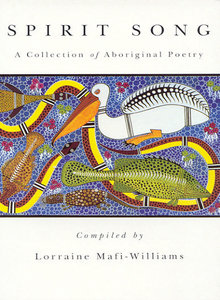 SPIRIT SONG
A Collection of Aboriginal Poetry
Compiled by
Lorraine Mafi-Williams